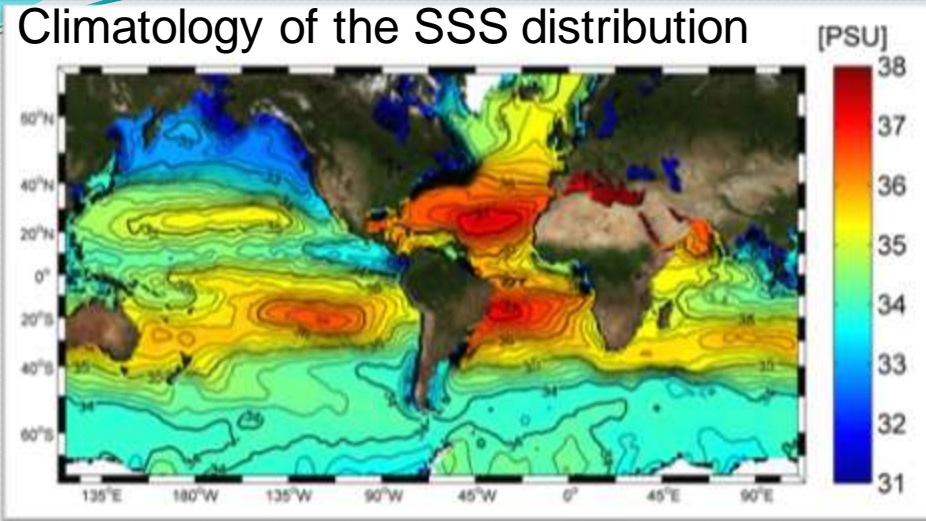 Climatology of the SSS distribution
[PSU]
38
37
36
35
34
33
32
31
60°N
40°N
20°N
0°
20°S
40°S
60°S
135°E 180°W 135°W 90°W 45°W 0° 45°E 90°E